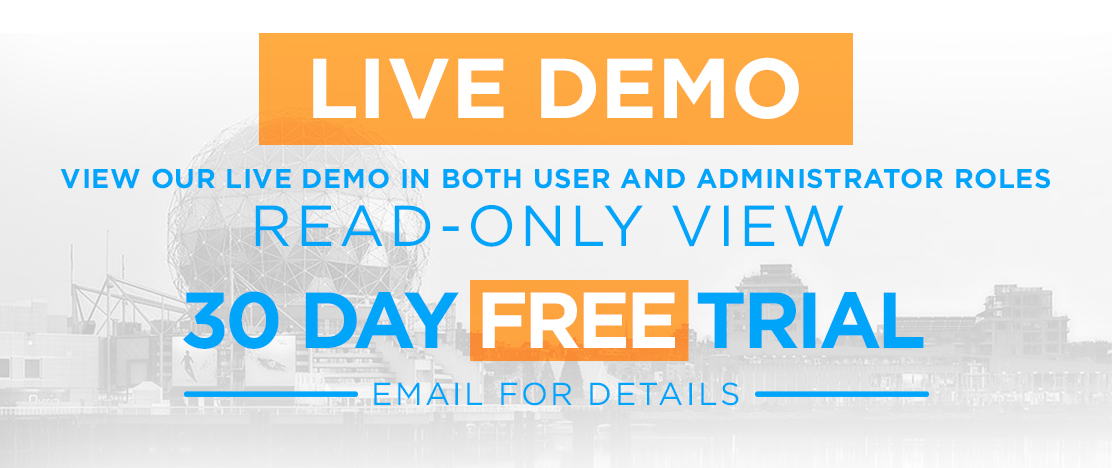 LIVE DEMO
VIEW OUR LIVE DEMO IN BOTH USER AND ADMINISTRATOR ROLES
READ-ONLY VIEW
30 DAY FREE TRIAL
EMAIL FOR DETAILS